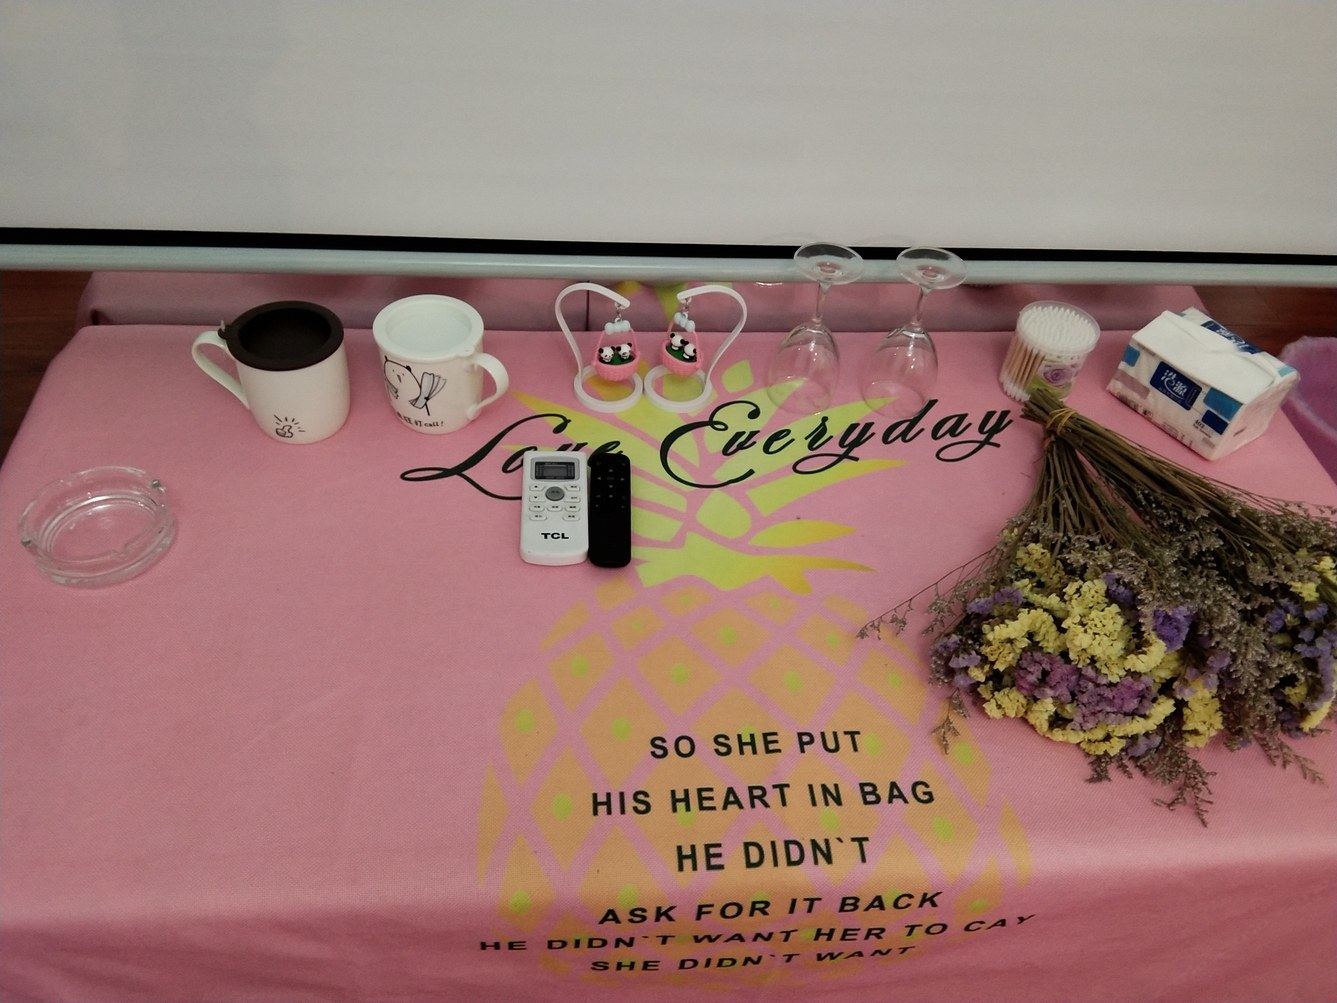 Love Everyday
TCL
SO SHE PUT
HIS HEART IN BAG
HE DIDN`T
ASK FOR IT BACK
HE DIDN`T WANT HER TO CAY
SHE DIDN`T WANT